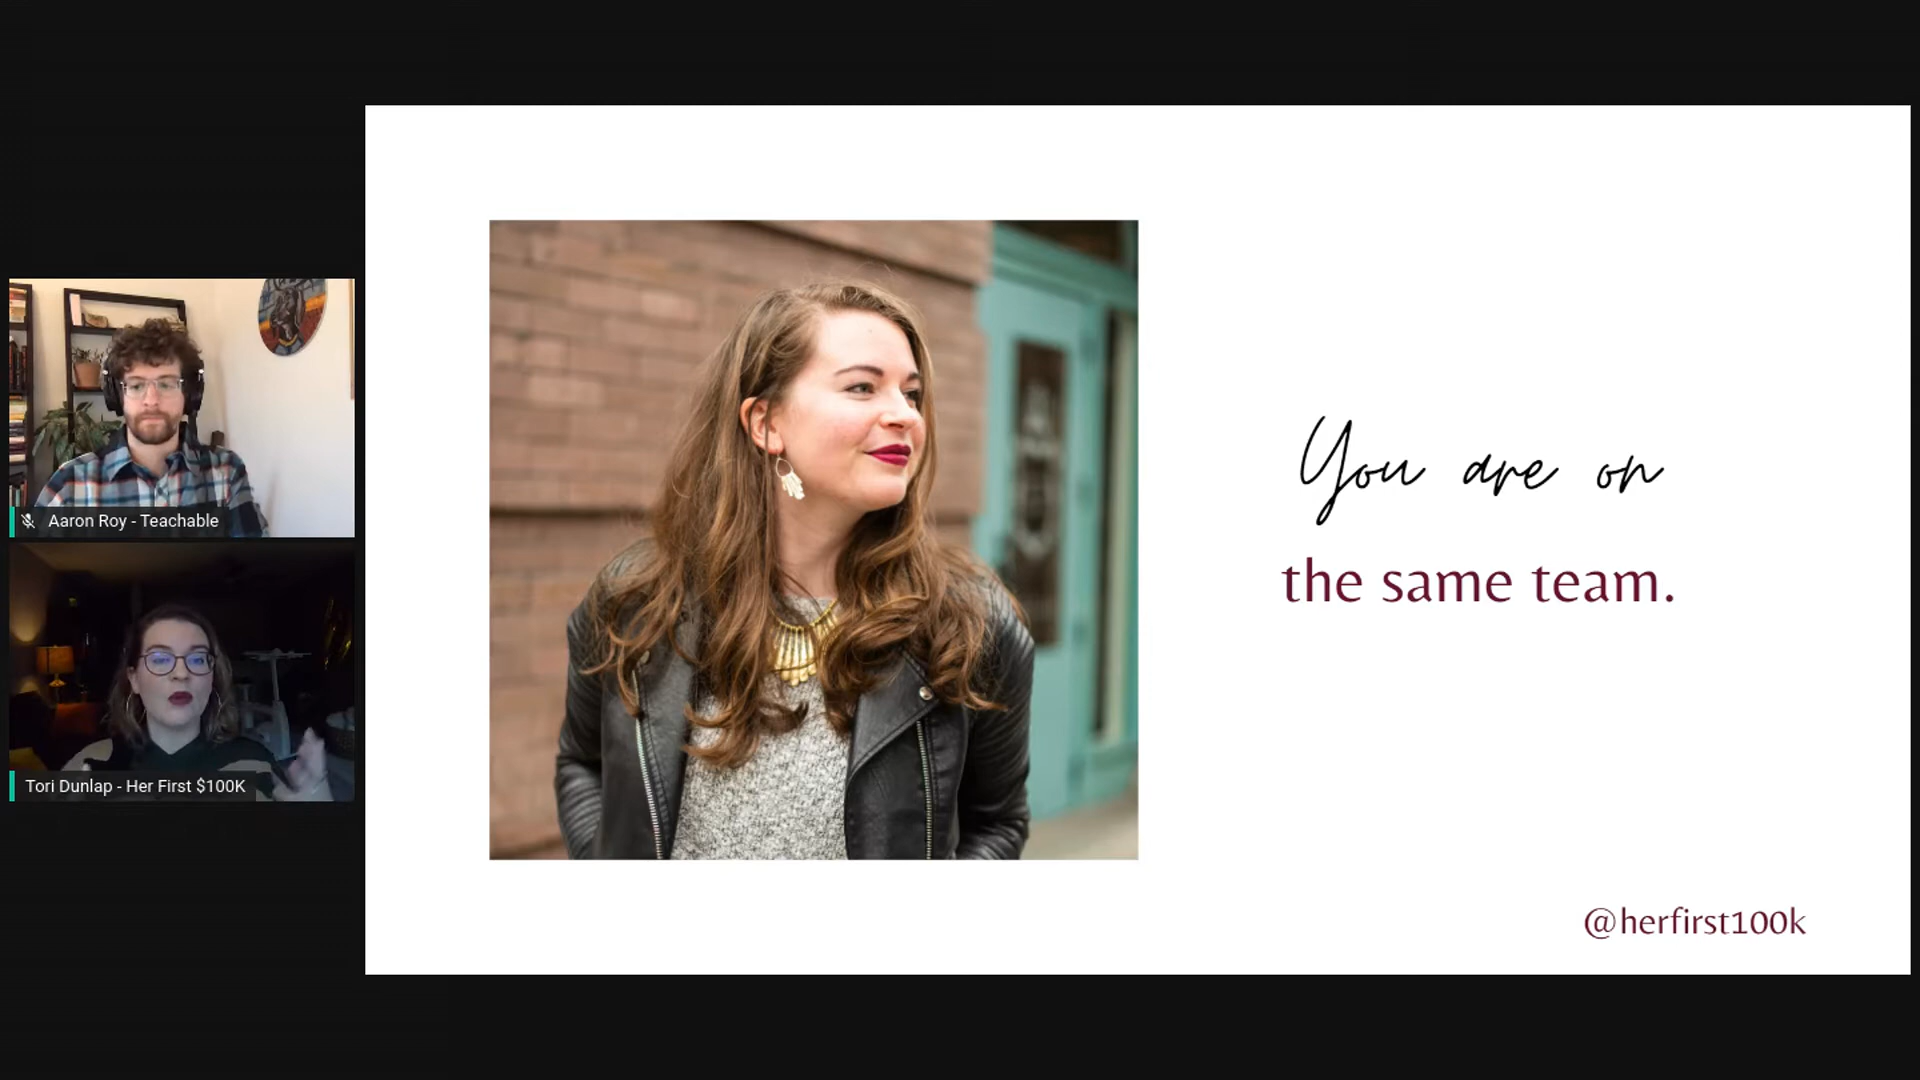 Aaron Roy - Teachable
Tori Dunlap - Her First $100K
You are on
the same team.
@herfirst100k